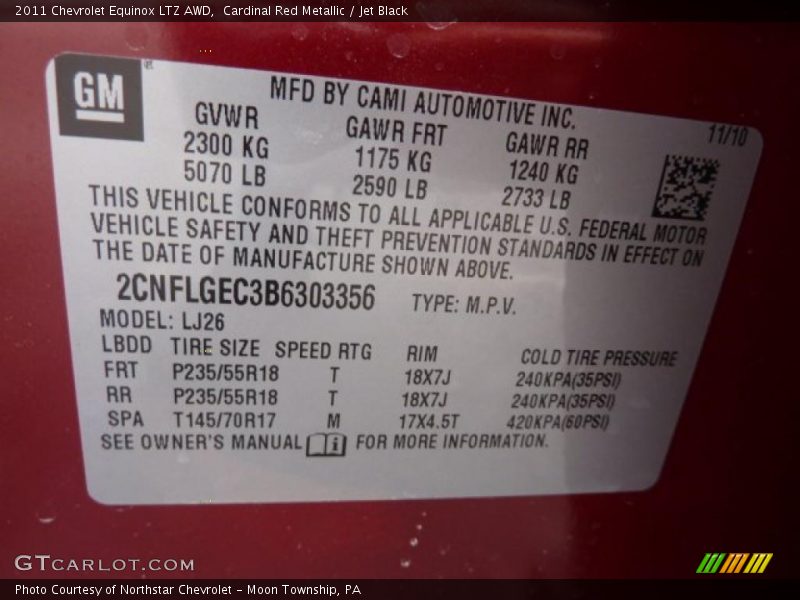 2011 Chevrolet Equinox LTZ AWD,  Cardinal Red Metallic / Jet Black
GM
MFD BY CAMI AUTOMOTIVE INC.
11/10
GVWR GAWR FRT GAWR RR
2300 KG 1175 KG 1240 KG
5070 LB 2590 LB 2733 LB
THIS VEHICLE CONFORMS TO ALL APPLICABLE U.S. FEDERAL MOTOR
VEHICLE SAFETY AND THEFT PREVENTION STANDARDS IN EFFECT ON
THE DATE OF MANUFACTURE SHOWN ABOVE.
2CNFLGEC3B6303356 TYPE: M.P.V.
MODEL: LJ26
LBDD TIRE SIZE SPEED RTG RIM COLD TIRE PRESSURE
FRT P235/55R18 T 18X7J 240KPA(35PSI)
RR P235/55R18 T 18X7J 240KPA(35PSI)
SPA T145/70R17 M 17X4.5T 420KPA(60PSI)
SEE OWNER'S MANUAL i FOR MORE INFORMATION.
GTCARLOT.COM
Photo Courtesy of Northstar Chevrolet - Moon Township, PA